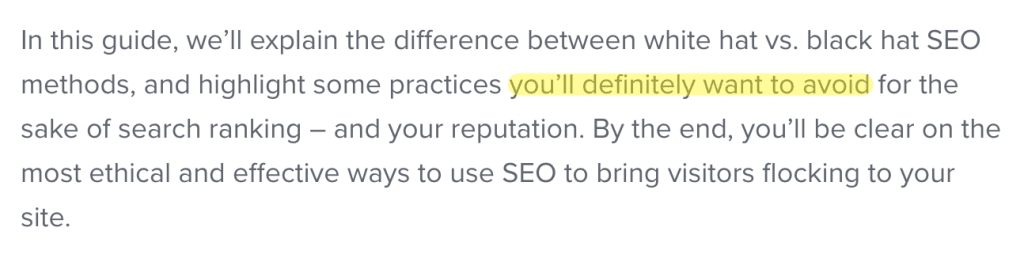 In this guide, we’ll explain the difference between white hat vs. black hat SEO
methods, and highlight some practices you’ll definitely want to avoid for the
sake of search ranking – and your reputation. By the end, you’ll be clear on the
most ethical and effective ways to use SEO to bring visitors flocking to your
site.